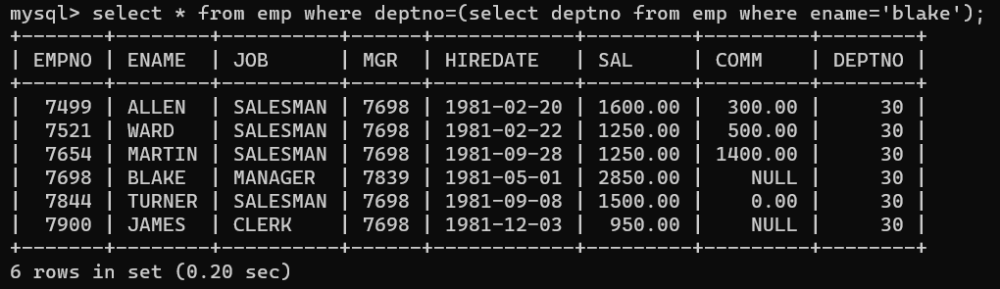 mysql> select * from emp where deptno=(select deptno from emp where ename='blake');
+-------+--------+----------+------+------------+---------+---------+--------+
| EMPNO | ENAME  | JOB      | MGR  | HIREDATE   | SAL     | COMM    | DEPTNO |
+-------+--------+----------+------+------------+---------+---------+--------+
|  7499 | ALLEN  | SALESMAN | 7698 | 1981-02-20 | 1600.00 |  300.00 |     30 |
|  7521 | WARD   | SALESMAN | 7698 | 1981-02-22 | 1250.00 |  500.00 |     30 |
|  7654 | MARTIN | SALESMAN | 7698 | 1981-09-28 | 1250.00 | 1400.00 |     30 |
|  7698 | BLAKE  | MANAGER  | 7839 | 1981-05-01 | 2850.00 |    NULL |     30 |
|  7844 | TURNER | SALESMAN | 7698 | 1981-09-08 | 1500.00 |    0.00 |     30 |
|  7900 | JAMES  | CLERK    | 7698 | 1981-12-03 |  950.00 |    NULL |     30 |
+-------+--------+----------+------+------------+---------+---------+--------+
6 rows in set (0.20 sec)